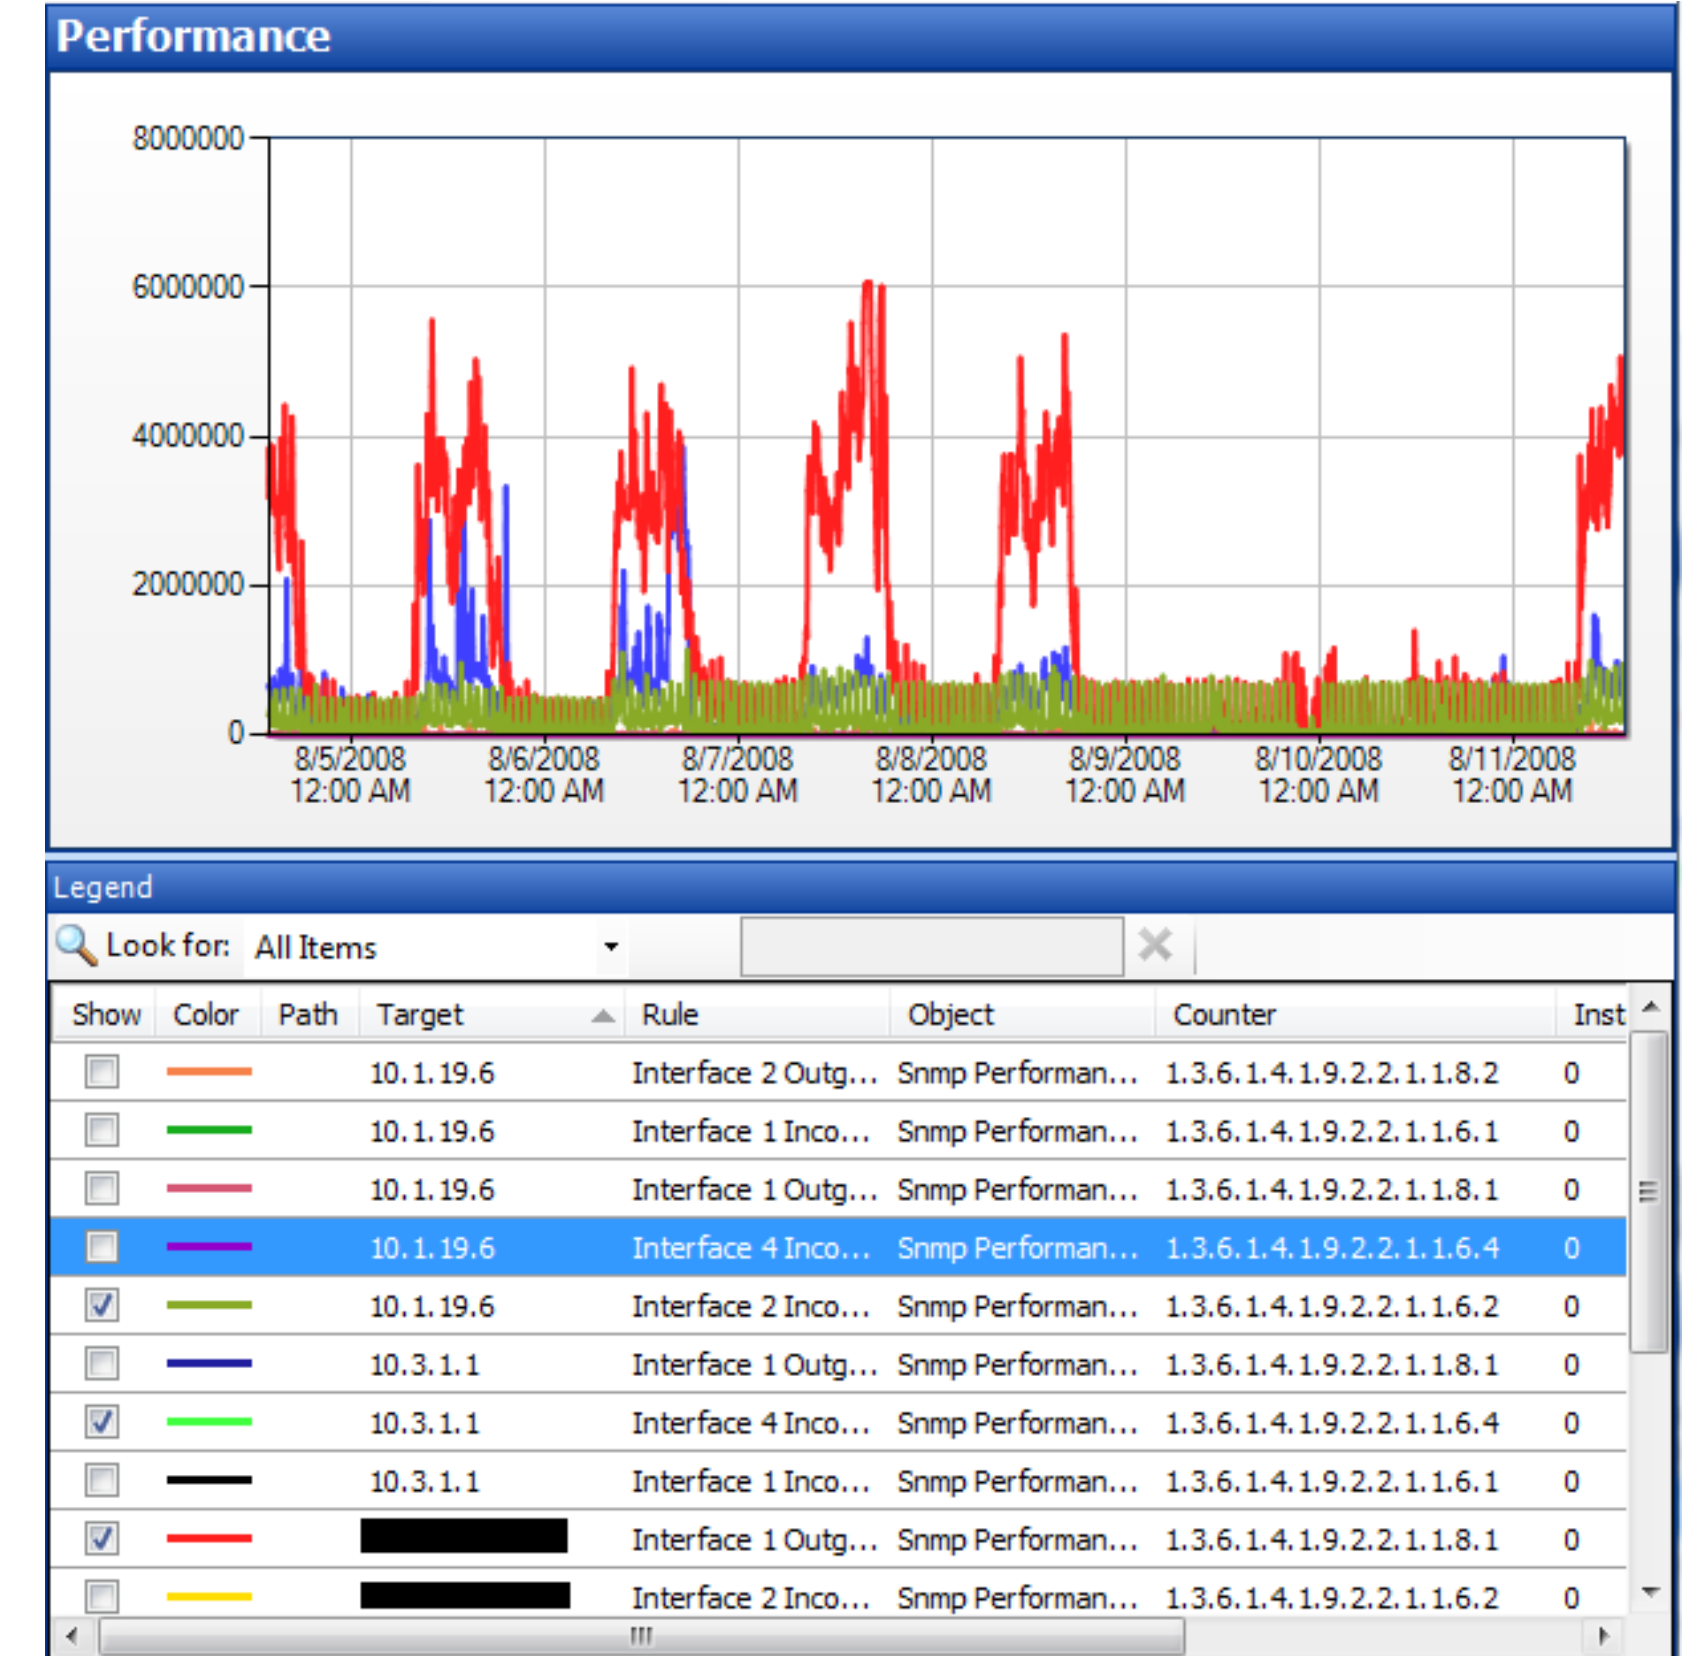 Performance
8000000
6000000
4000000
2000000
0
8/5/2008 8/6/2008 8/7/2008 8/8/2008 8/9/2008 8/10/2008 8/11/2008
12:00 AM 12:00 AM 12:00 AM 12:00 AM 12:00 AM 12:00 AM 12:00 AM
Legend
Look for: All Items
Show Color Path Target Rule Object Counter Inst
10.1.19.6 Interface 2 Outg... Snmp Performan... 1.3.6.1.4.1.9.2.2.1.1.8.2 0
10.1.19.6 Interface 1 Inco... Snmp Performan... 1.3.6.1.4.1.9.2.2.1.1.6.1 0
10.1.19.6 Interface 1 Outg... Snmp Performan... 1.3.6.1.4.1.9.2.2.1.1.8.1 0
10.1.19.6 Interface 4 Inco... Snmp Performan... 1.3.6.1.4.1.9.2.2.1.1.6.4 0
10.1.19.6 Interface 2 Inco... Snmp Performan... 1.3.6.1.4.1.9.2.2.1.1.6.2 0
10.3.1.1 Interface 1 Outg... Snmp Performan... 1.3.6.1.4.1.9.2.2.1.1.8.1 0
10.3.1.1 Interface 4 Inco... Snmp Performan... 1.3.6.1.4.1.9.2.2.1.1.6.4 0
10.3.1.1 Interface 1 Inco... Snmp Performan... 1.3.6.1.4.1.9.2.2.1.1.6.1 0
Interface 1 Outg... Snmp Performan... 1.3.6.1.4.1.9.2.2.1.1.8.1 0
Interface 2 Inco... Snmp Performan... 1.3.6.1.4.1.9.2.2.1.1.6.2 0